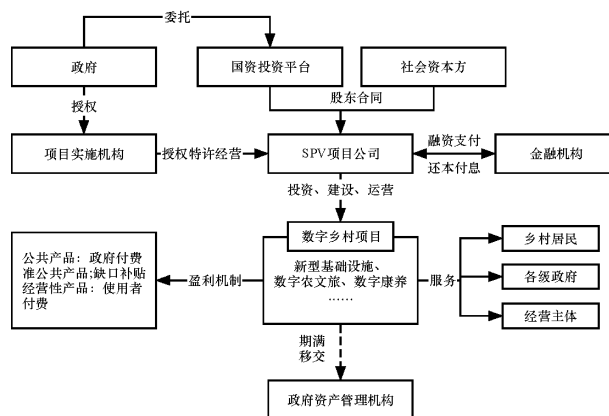 委托
政府
国资投资平台
社会资本方
授权
股东合同
项目实施机构
授权特许经营
SPV项目公司
融资支付
还本付息
金融机构
投资、建设、运营
数字乡村项目
新型基础设施、
数字农文旅、数字康养
……
公共产品：政府付费
准公共产品;缺口补贴
经营性产品：使用者
付费
盈利机制
服务
乡村居民
各级政府
经营主体
期满
移交
政府资产管理机构